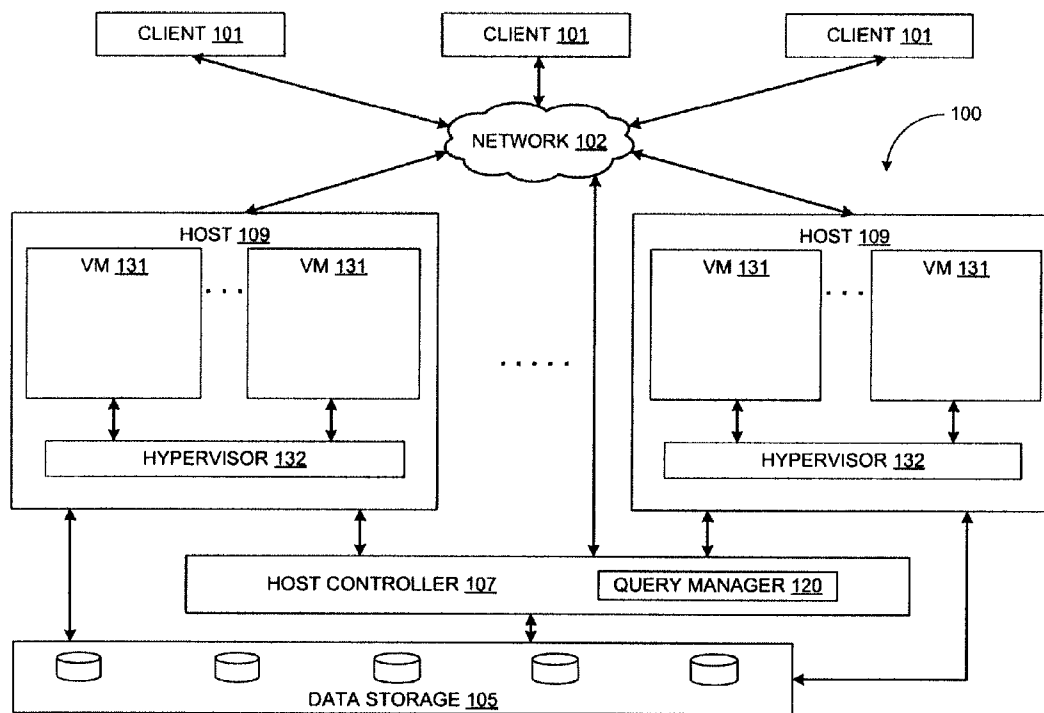 CLIENT 101
CLIENT 101
CLIENT 101
NETWORK 102
100
HOST 109
VM 131
VM 131
. . .
HYPERVISOR 132
. . . . .
HOST 109
VM 131
VM 131
. . .
HYPERVISOR 132
HOST CONTROLLER 107
QUERY MANAGER 120
DATA STORAGE 105